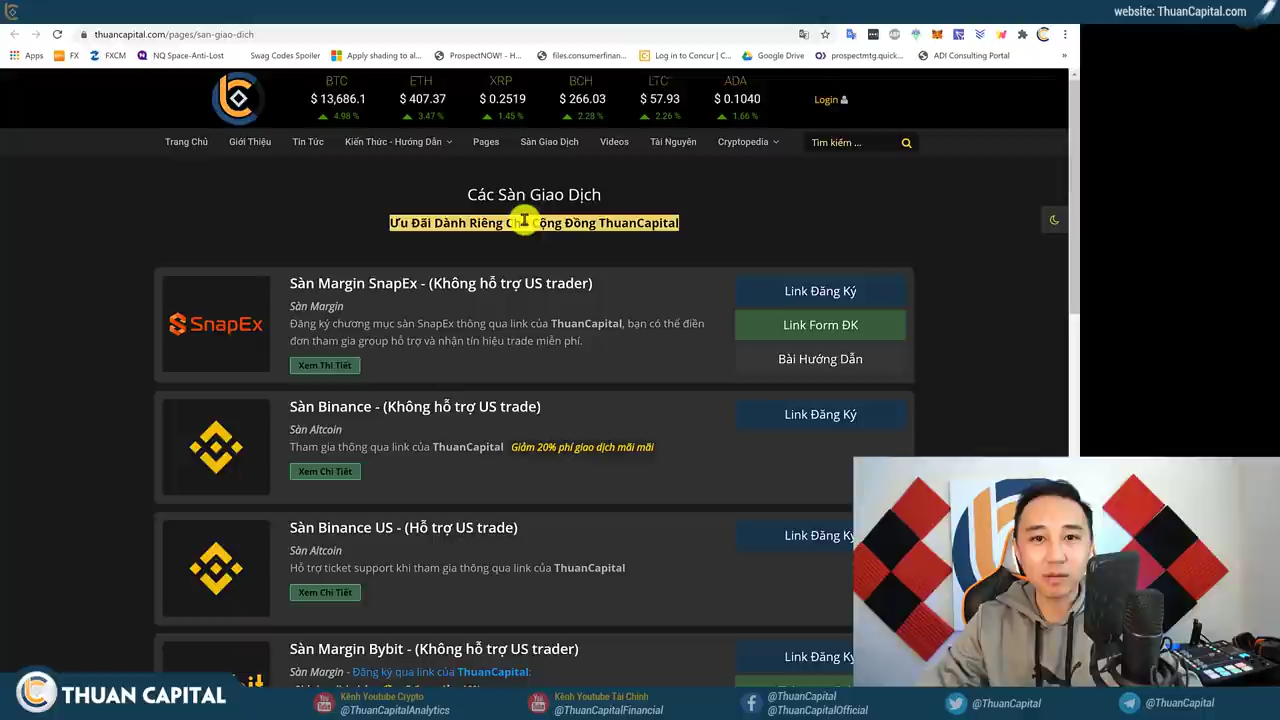 website: ThuanCapital.com
thuancapital.com/pages/san-giao-dich
Apps
FX
FXCM
NQ Space-Anti-Lost
Swag Codes Spoiler
Apply shading to al...
ProspectNOW! - H...
files.consumerfinan...
Log in to Concur | C...
Google Drive
prospectmtg.quick...
ADI Consulting Portal
»
BTC ETH XRP BCH LTC ADA
$ 13,686.1 $ 407.37 $ 0.2519 $ 266.03 $ 57.93 $ 0.1040
4.98 % 3.47 % 1.45 % 2.28 % 2.26 % 1.66 %
Login
Trang Chủ Giới Thiệu Tin Tức Kiến Thức - Hướng Dẫn Pages Sàn Giao Dịch Videos Tài Nguyên Cryptopedia Tìm kiếm ...
Các Sàn Giao Dịch
Ưu Đãi Dành Riêng Cộng Đồng ThuanCapital
SnapEx
Sàn Margin SnapEx - (Không hỗ trợ US trader)
Sàn Margin
Đăng ký chương mục sàn SnapEx thông qua link của ThuanCapital, bạn có thể điền
đơn tham gia group hỗ trợ và nhận tín hiệu trade miễn phí.
Xem Thi Tiết
Link Đăng Ký
Link Form ĐK
Bài Hướng Dẫn
Sàn Binance - (Không hỗ trợ US trade)
Sàn Altcoin
Tham gia thông qua link của ThuanCapital Giảm 20% phí giao dịch mãi mãi
Xem Chi Tiết
Link Đăng Ký
Sàn Binance US - (Hỗ trợ US trade)
Sàn Altcoin
Hỗ trợ ticket support khi tham gia thông qua link của ThuanCapital
Xem Chi Tiết
Link Đăng Ký
Sàn Margin Bybit - (Không hỗ trợ US trade)
Sàn Margin - Đăng ký qua link của ThuanCapital:
Link Đăng Ký
THUAN CAPITAL
Kênh Youtube Crypto
@ThuanCapitalAnalytics
Kênh Youtube Tài Chính
@ThuanCapitalFinancial
@ThuanCapital
@ThuanCapitalOfficial
@ThuanCapital
@ThuanCapital